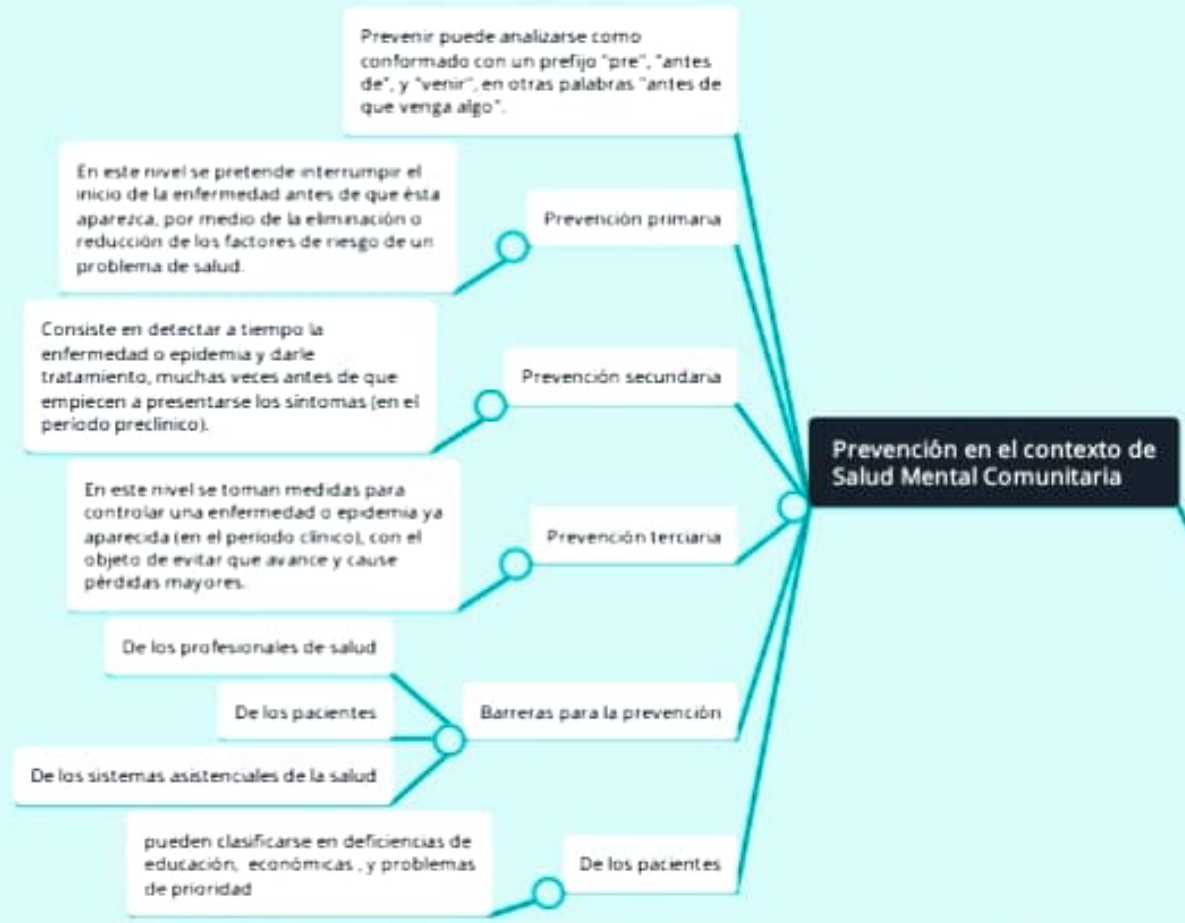 Prevenir puede analizarse como
conformado con un prefijo "pre", "antes
de", y "venir", en otras palabras "antes de
que venga algo".
En este nivel se pretende interrumpir el
inicio de la enfermedad antes de que ésta
aparezca, por medio de la eliminación o
reducción de los factores de riesgo de un
problema de salud.
Prevención primaria
Consiste en detectar a tiempo la
enfermedad o epidemia y darle
tratamiento, muchas veces antes de que
empiecen a presentarse los síntomas (en el
período preclínico).
Prevención secundaria
Prevención en el contexto de
Salud Mental Comunitaria
En este nivel se toman medidas para
controlar una enfermedad o epidemia ya
aparecida (en el período clínico), con el
objeto de evitar que avance y cause
pérdidas mayores.
Prevención terciaria
De los profesionales de salud
De los pacientes
De los sistemas asistenciales de la salud
Barreras para la prevención
pueden clasificarse en deficiencias de
educación, económicas , y problemas
de prioridad
De los pacientes